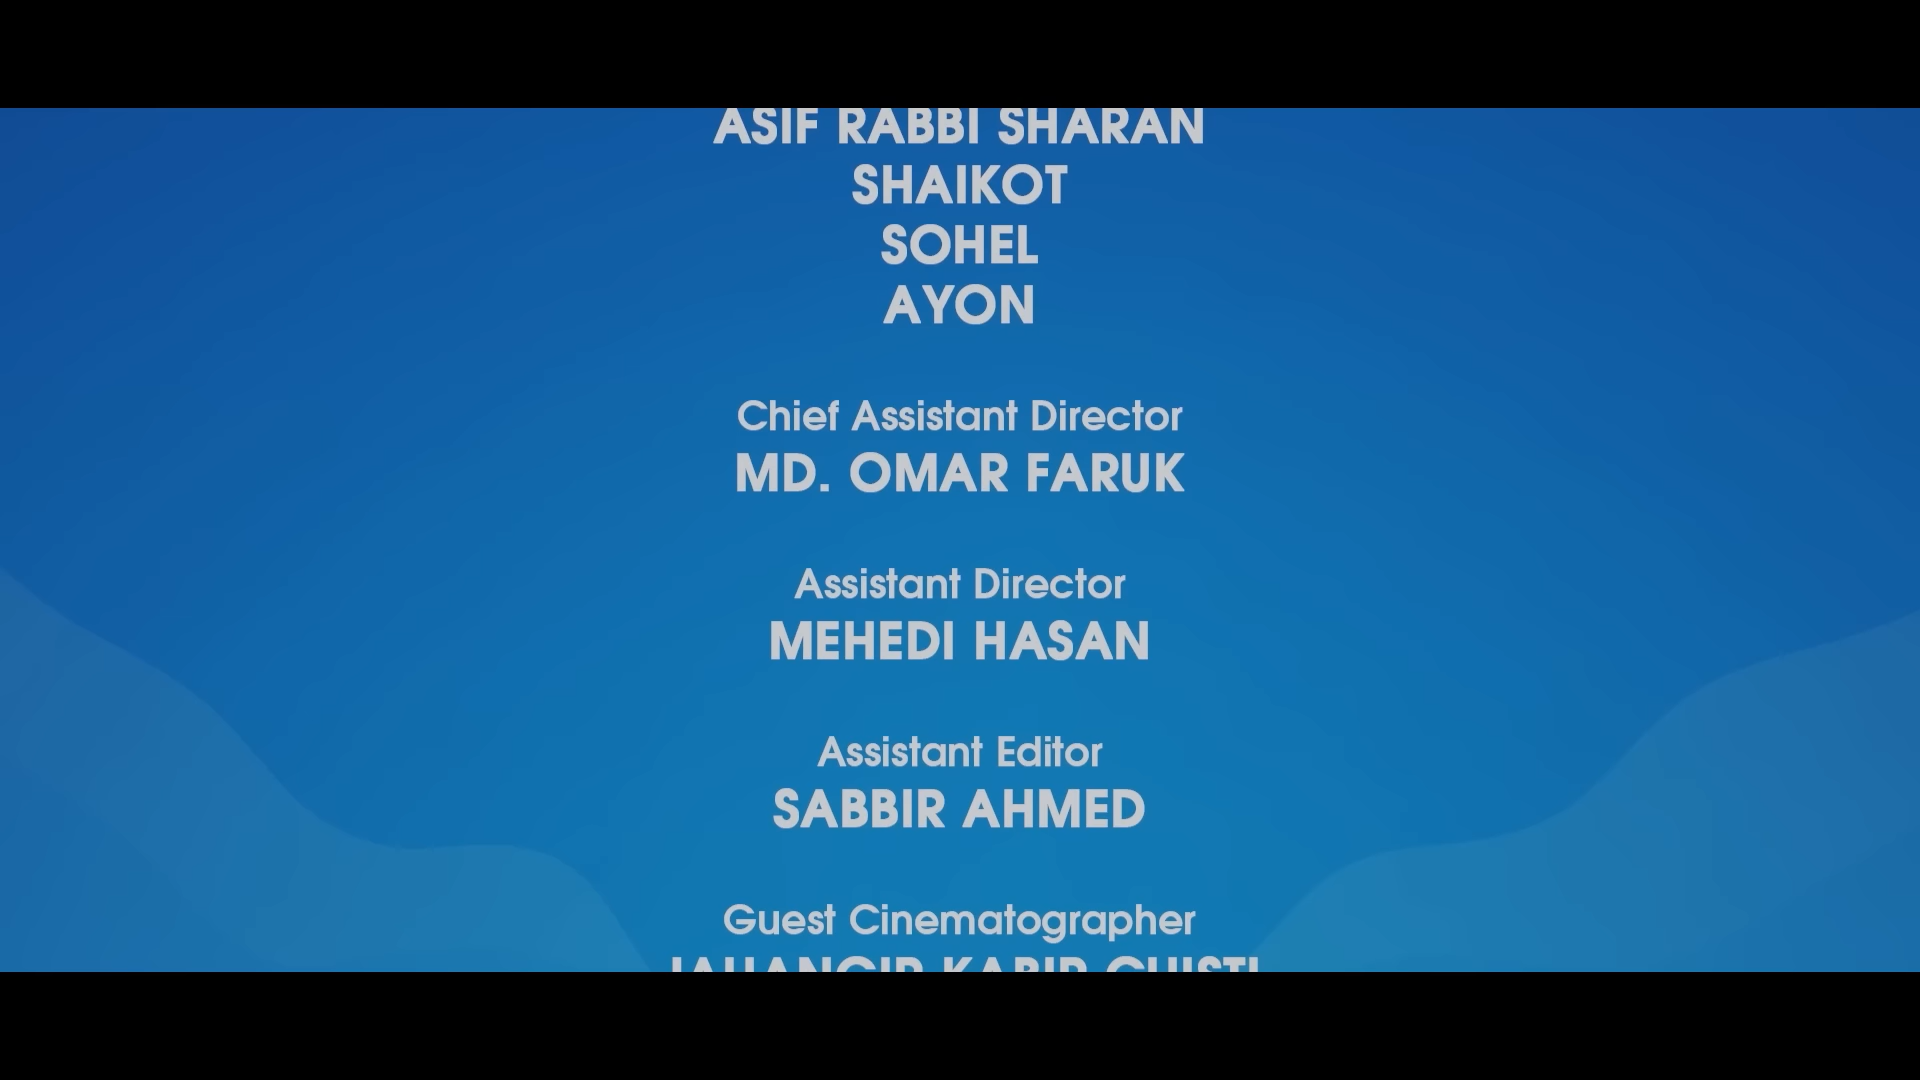 ASIF RABBI SHARAN
SHAIKOT
SOHEL
AYON
Chief Assistant Director
MD. OMAR FARUK
Assistant Director
MEHEDI HASAN
Assistant Editor
SABBIR AHMED
Guest Cinematographer
KABIR